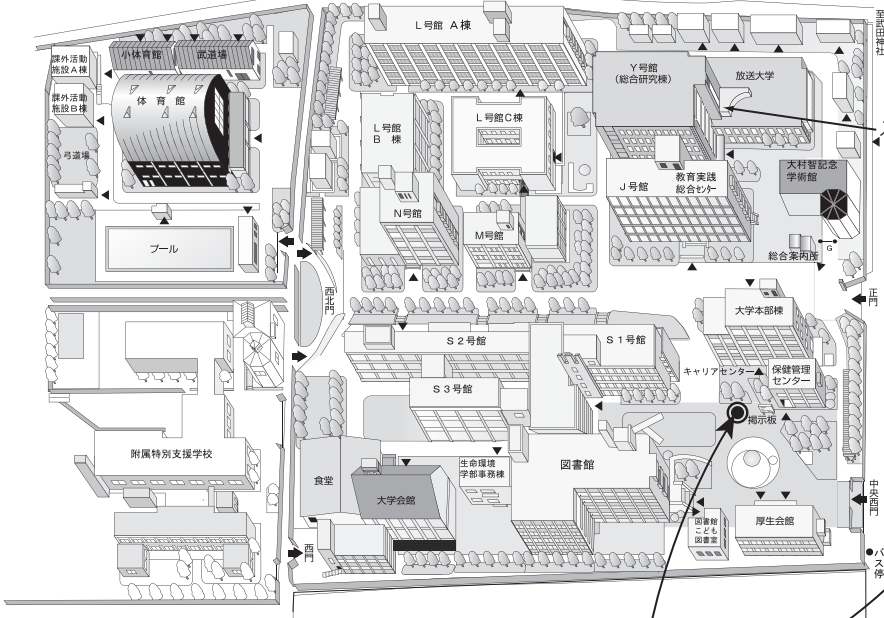 至武田神社
L号館 A棟
小体育館
武道場
課外活動
施設A棟
課外活動
施設B棟
体育館
弓道場
プール
L号館
B 棟
L号館C棟
Y号館
(総合研究棟)
放送大学
J号館
教育実践
総合センター
大村智記念
学術館
N号館
M号館
総合案内所
G
西北門
正門
大学本部棟
S2号館
S1号館
S3号館
キャリアセンター
保健管理
センター
掲示板
附属特別支援学校
食堂
大学会館
生命環境
学部事務棟
図書館
図書館
こども
図書室
厚生会館
中央西門
西門
バス停